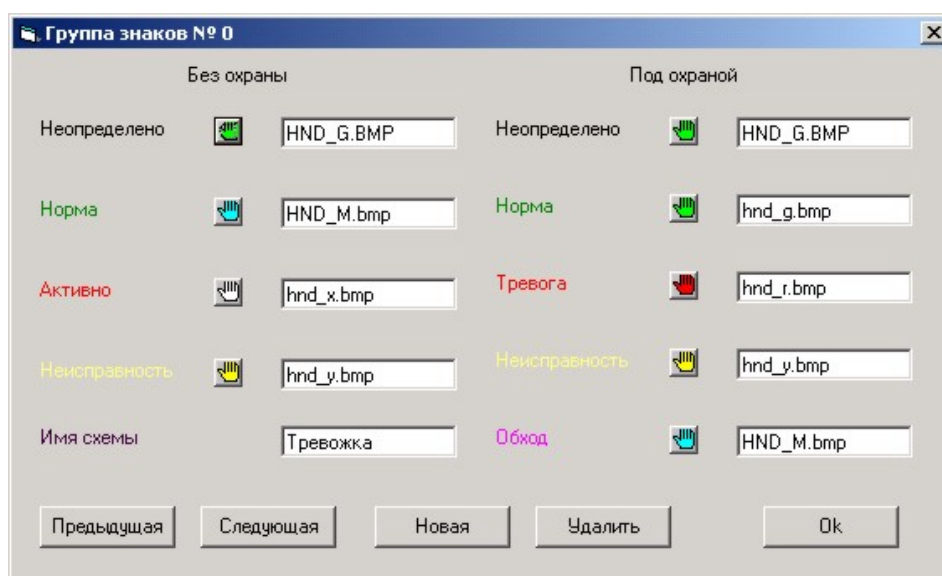 Группа знаков № 0
Без охраны Под охраной
Неопределено HND_G.BMP Неопределено HND_G.BMP
Норма HND_M.bmp Норма hnd_g.bmp
Активно hnd_x.bmp Тревога hnd_r.bmp
Неисправность hnd_y.bmp Неисправность hnd_y.bmp
Имя схемы Тревожка Обход HND_M.bmp
Предыдущая Следующая Новая Удалить Ok